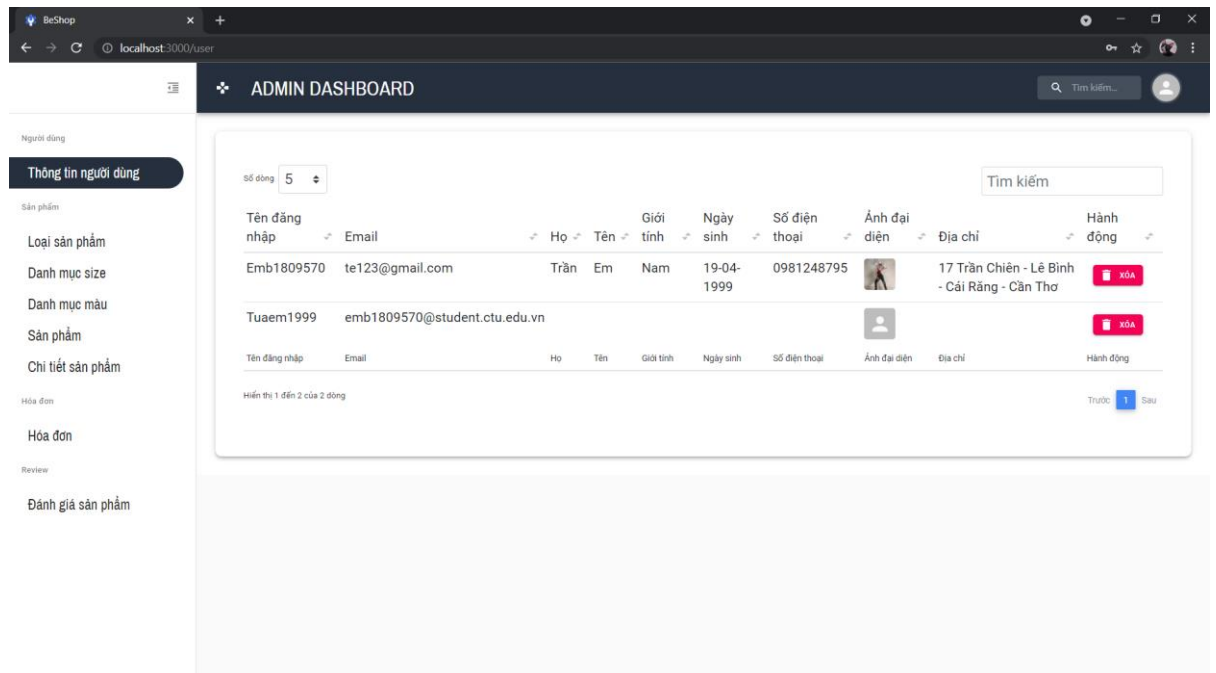 BeShop
localhost:3000/user
ADMIN DASHBOARD
Tìm kiếm...
Người dùng
Thông tin người dùng
Sản phẩm
Loại sản phẩm
Danh mục size
Danh mục màu
Sản phẩm
Chi tiết sản phẩm
Hóa đơn
Hóa đơn
Review
Đánh giá sản phẩm
Số dòng 5
Tìm kiếm
Tên đăng nhập Email Họ Tên Giới tính Ngày sinh Số điện thoại Ảnh đại diện Địa chỉ Hành động
Emb1809570 te123@gmail.com Trần Em Nam 19-04-1999 0981248795 17 Trần Chiên - Lê Bình - Cái Răng - Cần Thơ XÓA
Tuaem1999 emb1809570@student.ctu.edu.vn XÓA
Tên đăng nhập Email Họ Tên Giới tính Ngày sinh Số điện thoại Ảnh đại diện Địa chỉ Hành động
Hiển thị 1 đến 2 của 2 dòng
Trước 1 Sau